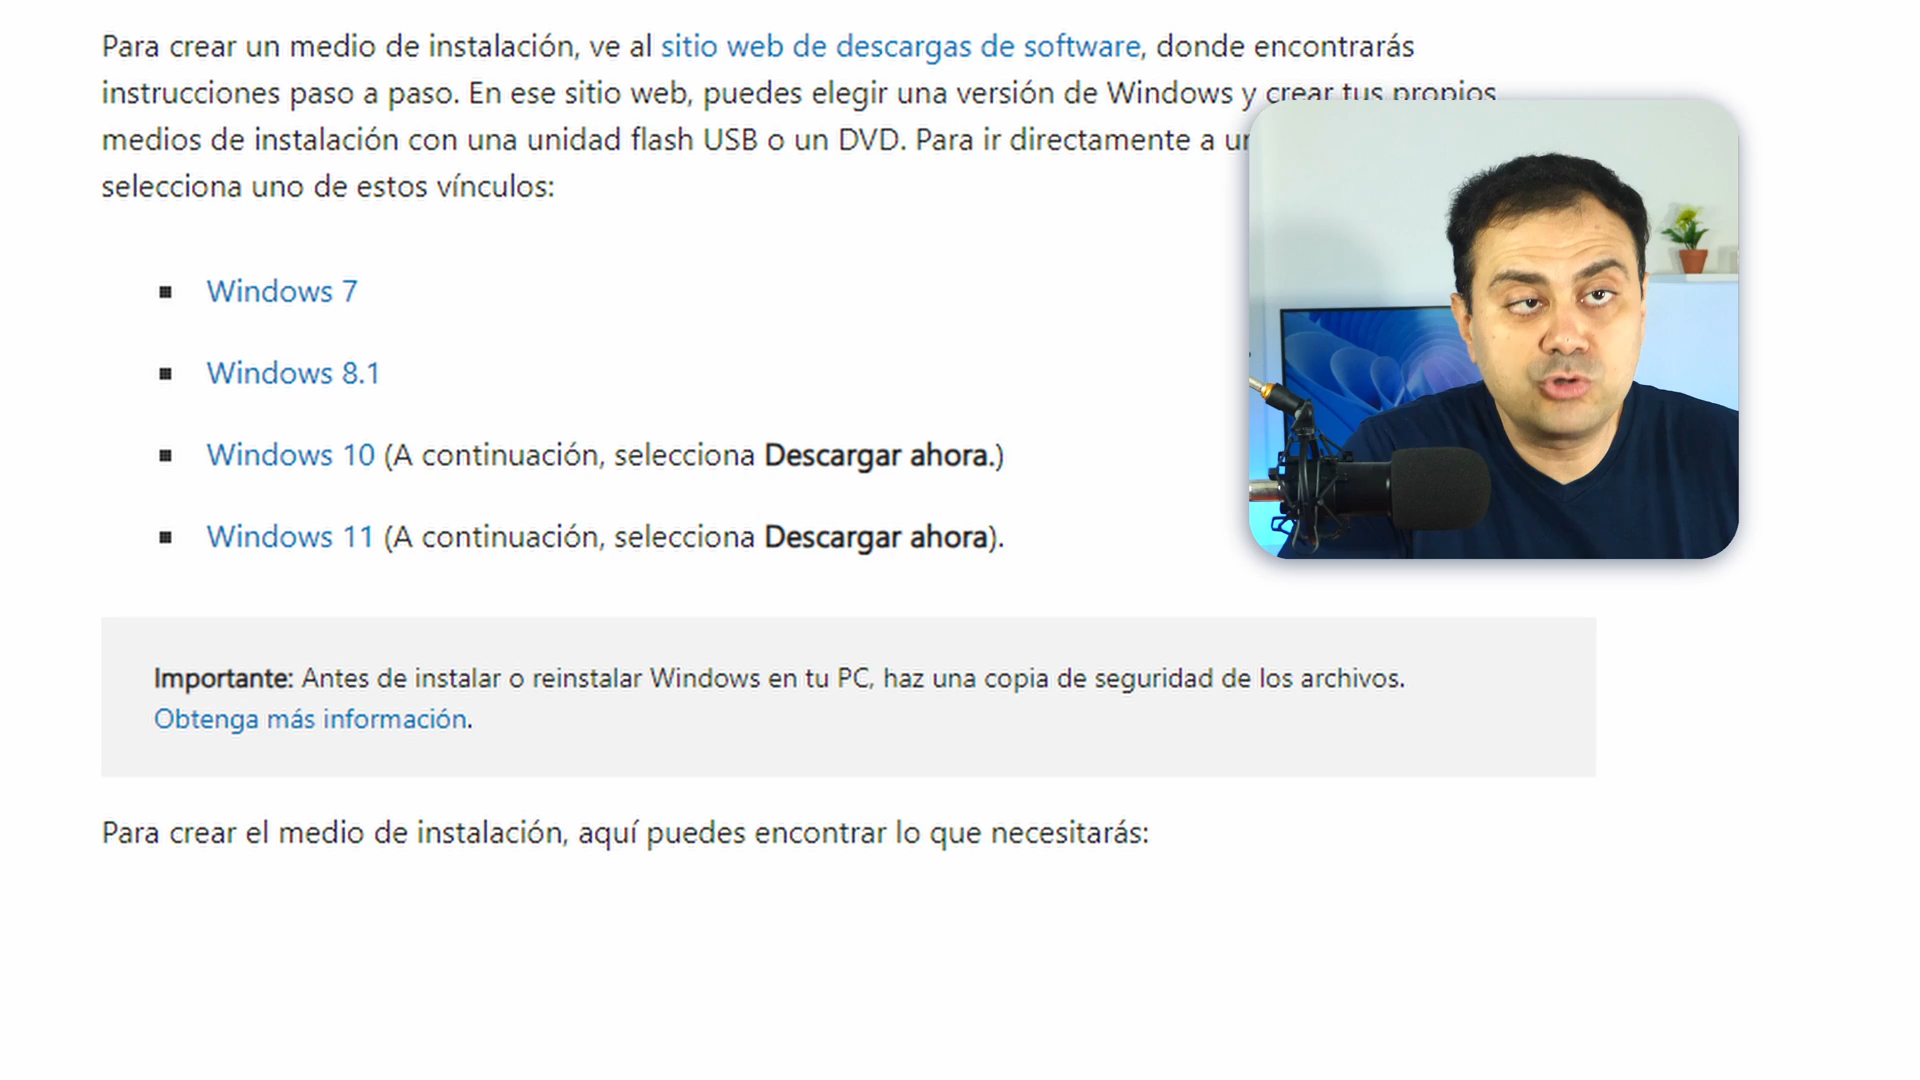 Para crear un medio de instalación, ve al sitio web de descargas de software, donde encontrarás
instrucciones paso a paso. En ese sitio web, puedes elegir una versión de Windows y crear tus propios
medios de instalación con una unidad flash USB o un DVD. Para ir directamente a
selecciona uno de estos vínculos:
▪ Windows 7
▪ Windows 8.1
▪ Windows 10 (A continuación, selecciona Descargar ahora.)
▪ Windows 11 (A continuación, selecciona Descargar ahora).
Importante: Antes de instalar o reinstalar Windows en tu PC, haz una copia de seguridad de los archivos.
Obtenga más información.
Para crear el medio de instalación, aquí puedes encontrar lo que necesitarás: